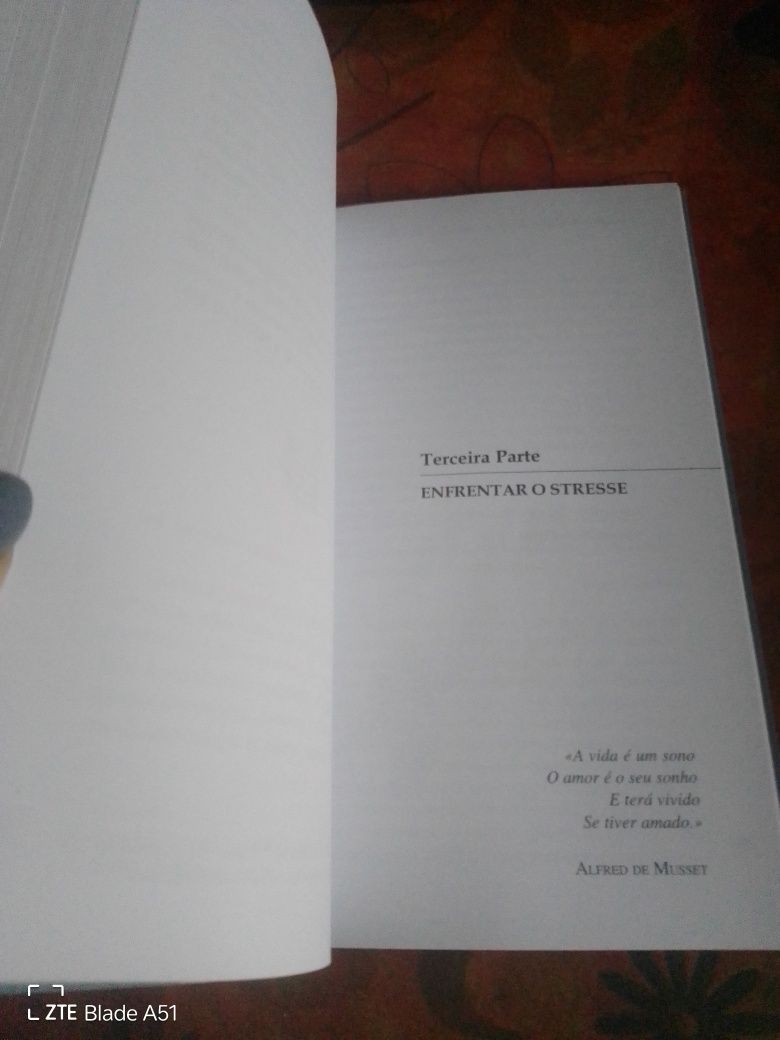 Terceira Parte
ENFRENTAR O STRESSE
«A vida é um sono
O amor é o seu sonho
E terá vivido
Se tiver amado.»
ALFRED DE MUSSET
ZTE Blade A51